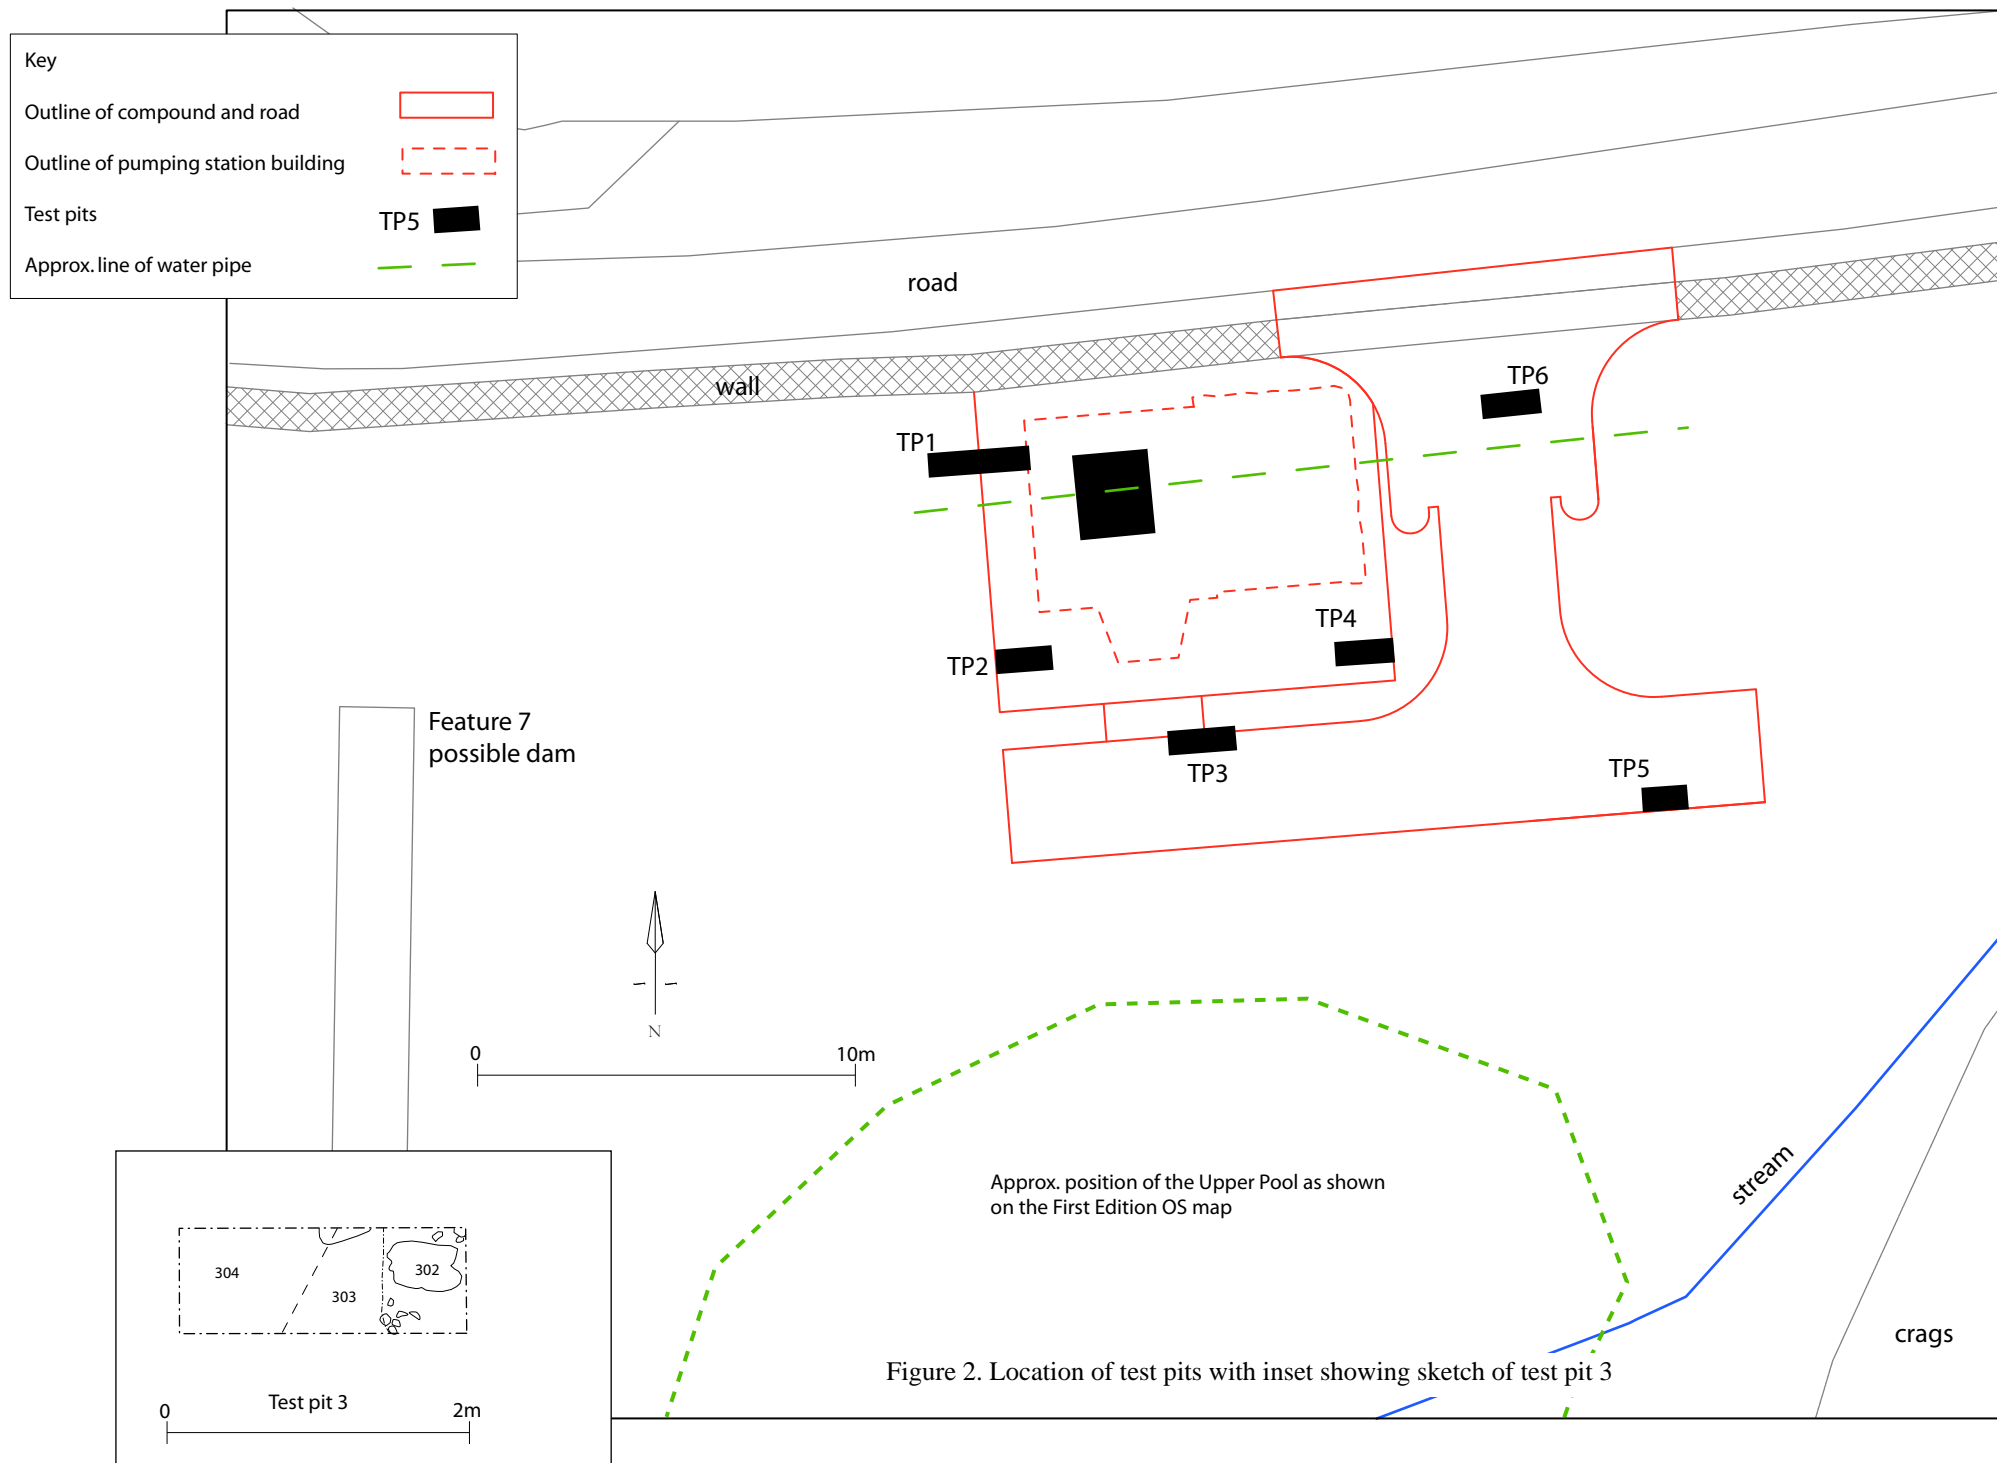 Key
Outline of compound and road
Outline of pumping station building
Test pits
TP5
Approx. line of water pipe
road
wall
TP6
TP1
TP4
TP2
Feature 7
possible dam
TP3
TP5
N
0
10m
Approx. position of the Upper Pool as shown
on the First Edition OS map
stream
crags
304
303
302
Test pit 3
0
2m
Figure 2. Location of test pits with inset showing sketch of test pit 3